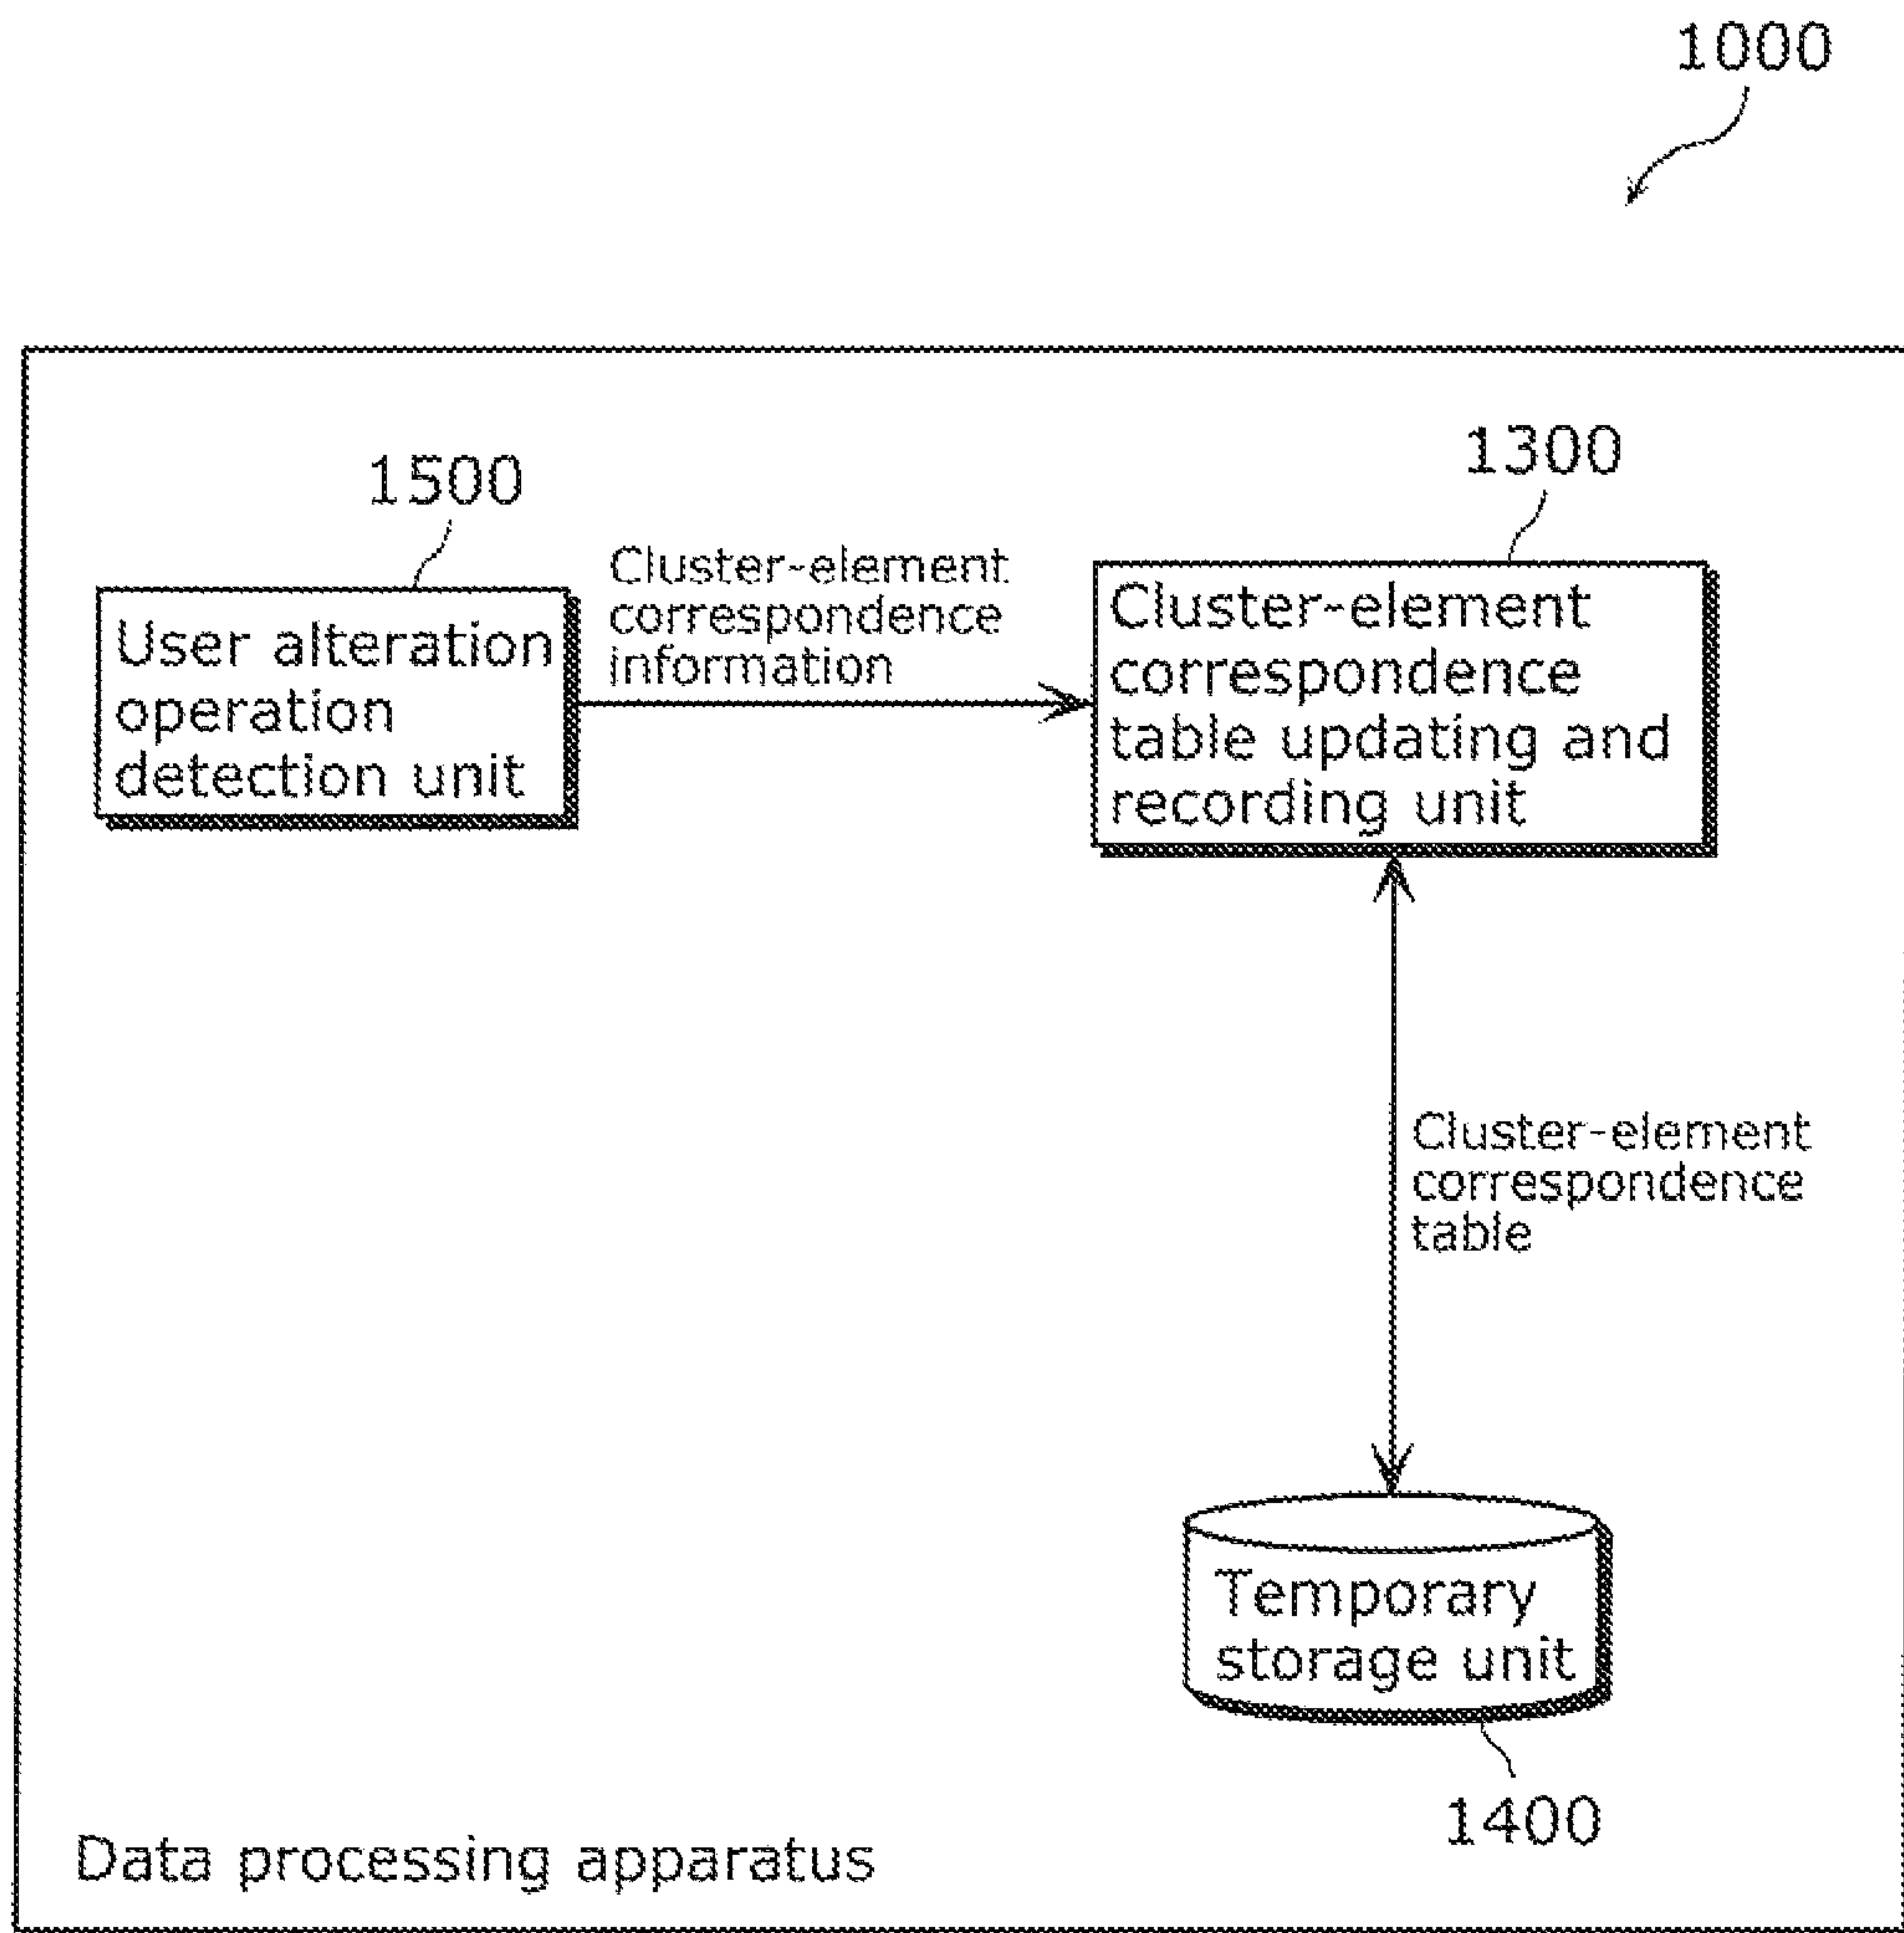 1000
1500
1300
Cluster-element
correspondence
information
User alteration
operation
detection unit
Cluster-element
correspondence
table updating and
recording unit
Cluster-element
correspondence
table
Temporary
storage unit
1400
Data processing apparatus